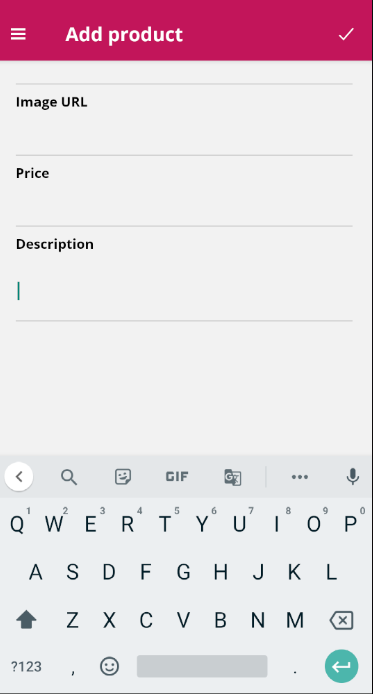 Add product
Image URL
Price
Description
GIF
1 2 3 4 5 6 7 8 9 0
Q W E R T Y U I O P
A S D F G H J K L
Z X C V B N M
?123 , .